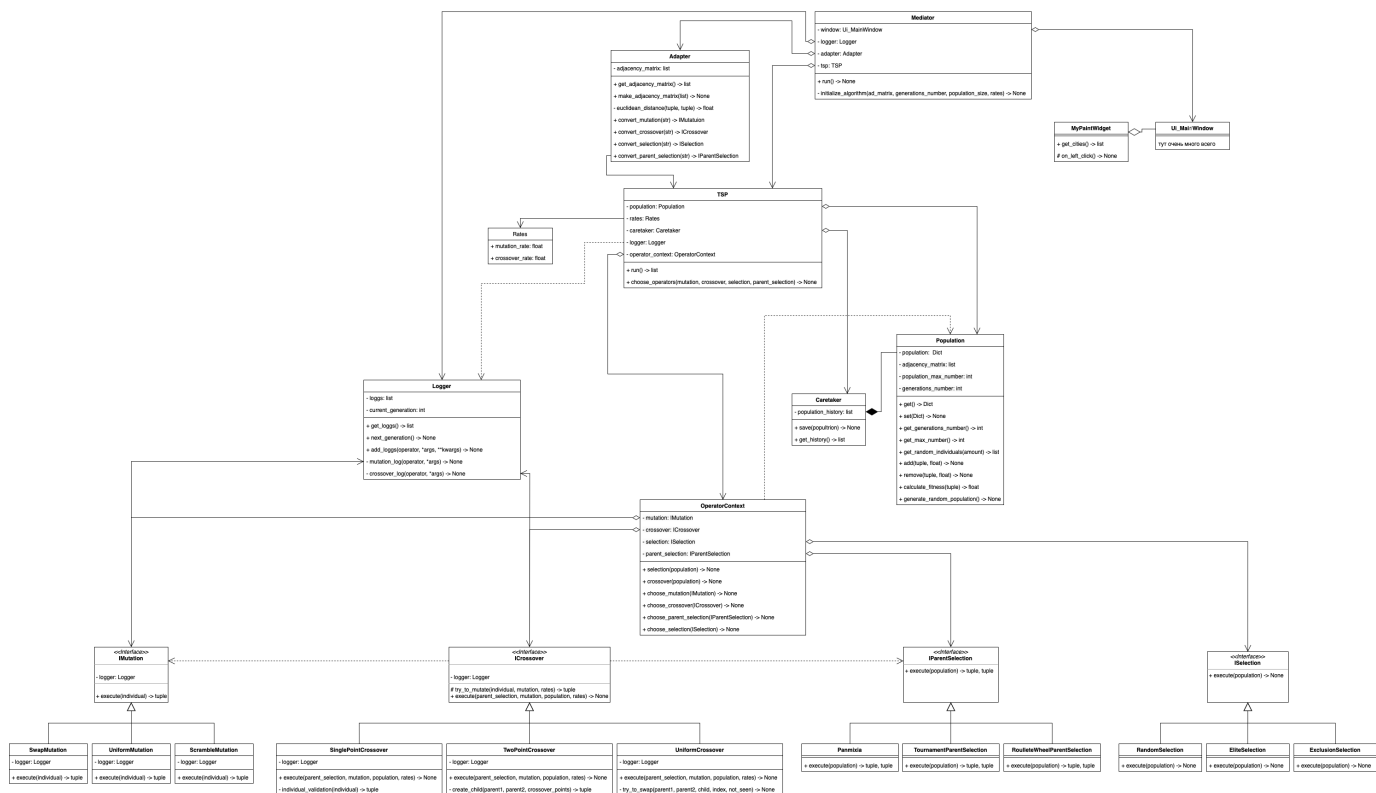 Mediator
- window: Ui_MainWindow
- logger: Logger
- adapter: Adapter
- tsp: TSP
+ run() -> None
- initialize_algorithm(ad_matrix, generations_number, population_size, rates) -> None
Adapter
- adjacency_matrix: list
+ get_adjacency_matrix() -> list
+ make_adjacency_matrix(list) -> None
- euclidean_distance(tuple, tuple) -> float
+ convert_mutation(str) -> IMutatuion
+ convert_crossover(str) -> ICrossover
+ convert_selection(str) -> ISelection
+ convert_parent_selection(str) -> IParentSelection
MyPaintWidget
+ get_cities() -> list
# on_left_click() -> None
Ui_MainWindow
тут очень много всего
TSP
- population: Population
- rates: Rates
- caretaker: Caretaker
- logger: Logger
- operator_context: OperatorContext
+ run() -> list
+ choose_operators(mutation, crossover, selection, parent_selection) -> None
Rates
+ mutation_rate: float
+ crossover_rate: float
Population
- population: Dict
- adjacency_matrix: list
- population_max_number: int
- generations_number: int
+ get() -> Dict
+ set(Dict) -> None
+ get_generations_number() -> int
+ get_max_number() -> int
+ get_random_individuals(amount) -> list
+ add(tuple, float) -> None
+ remove(tuple, float) -> None
+ calculate_fitness(tuple) -> float
+ generate_random_population() -> None
Caretaker
- population_history: list
+ save(popultrion) -> None
+ get_history() -> list
Logger
- loggs: list
- current_generation: int
+ get_loggs() -> list
+ next_generation() -> None
+ add_loggs(operator, *args, **kwargs) -> None
- mutation_log(operator, *args) -> None
- crossover_log(operator, *args) -> None
OperatorContext
- mutation: IMutation
- crossover: ICrossover
- selection: ISelection
- parent_selection: IParentSelection
+ selection(population) -> None
+ crossover(population) -> None
+ choose_mutation(IMutation) -> None
+ choose_crossover(ICrossover) -> None
+ choose_parent_selection(IParentSelection) -> None
+ choose_selection(ISelection) -> None
<<Interface>>
IMutation
- logger: Logger
+ execute(individual) -> tuple
<<Interface>>
ICrossover
- logger: Logger
# try_to_mutate(individual, mutation, rates) -> tuple
+ execute(parent_selection, mutation, population, rates) -> None
<<Interface>>
IParentSelection
+ execute(population) -> tuple, tuple
<<Interface>>
ISelection
+ execute(population) -> None
SwapMutation
- logger: Logger
+ execute(individual) -> tuple
UniformMutation
- logger: Logger
+ execute(individual) -> tuple
ScrambleMutation
- logger: Logger
+ execute(individual) -> tuple
SinglePointCrossover
- logger: Logger
+ execute(parent_selection, mutation, population, rates) -> None
- individual_validation(individual) -> tuple
TwoPointCrossover
- logger: Logger
+ execute(parent_selection, mutation, population, rates) -> None
- create_child(parent1, parent2, crossover_points) -> tuple
UniformCrossover
- logger: Logger
+ execute(parent_selection, mutation, population, rates) -> None
- try_to_swap(parent1, parent2, child, index, not_seen) -> None
Panmixia
+ execute(population) -> tuple, tuple
TournamentParentSelection
+ execute(population) -> tuple, tuple
RoulleteWheelParentSelection
+ execute(population) -> tuple, tuple
RandomSelection
+ execute(population) -> None
EliteSelection
+ execute(population) -> None
ExclusionSelection
+ execute(population) -> None